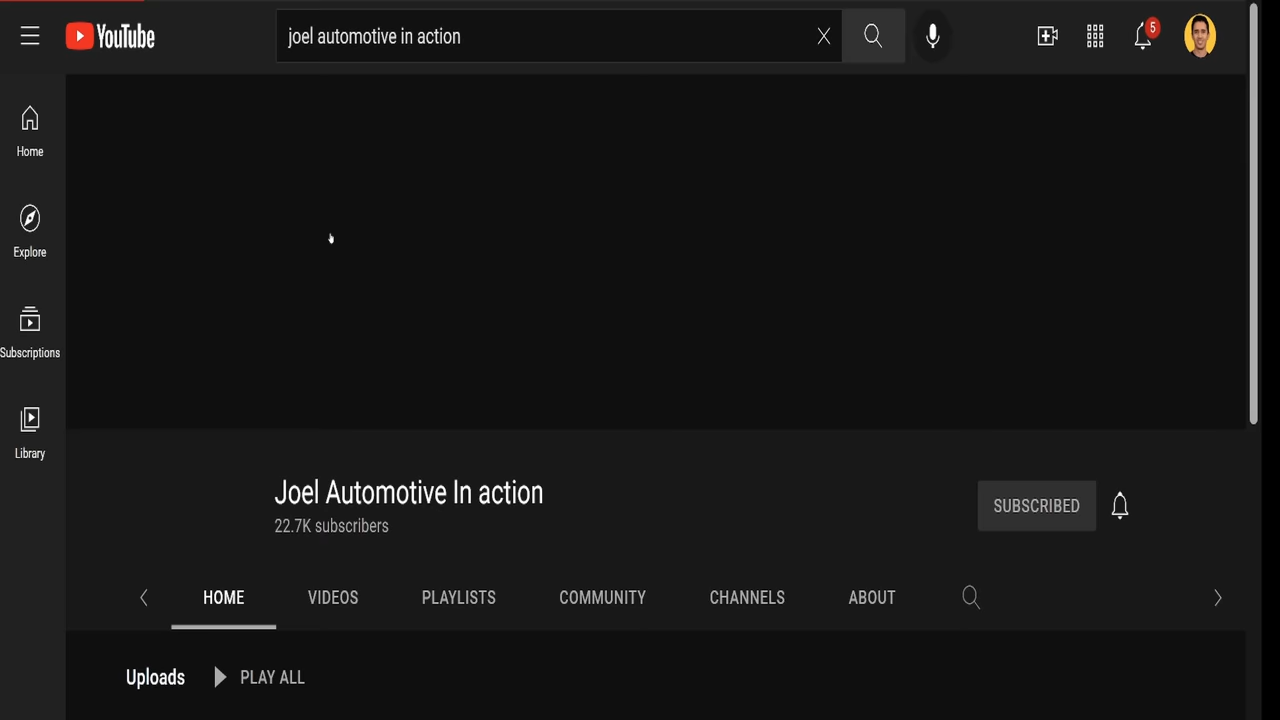 YouTube
joel automotive in action
5
Home
Explore
Subscriptions
Library
Joel Automotive In action
22.7K subscribers
SUBSCRIBED
HOME VIDEOS PLAYLISTS COMMUNITY CHANNELS ABOUT
Uploads PLAY ALL